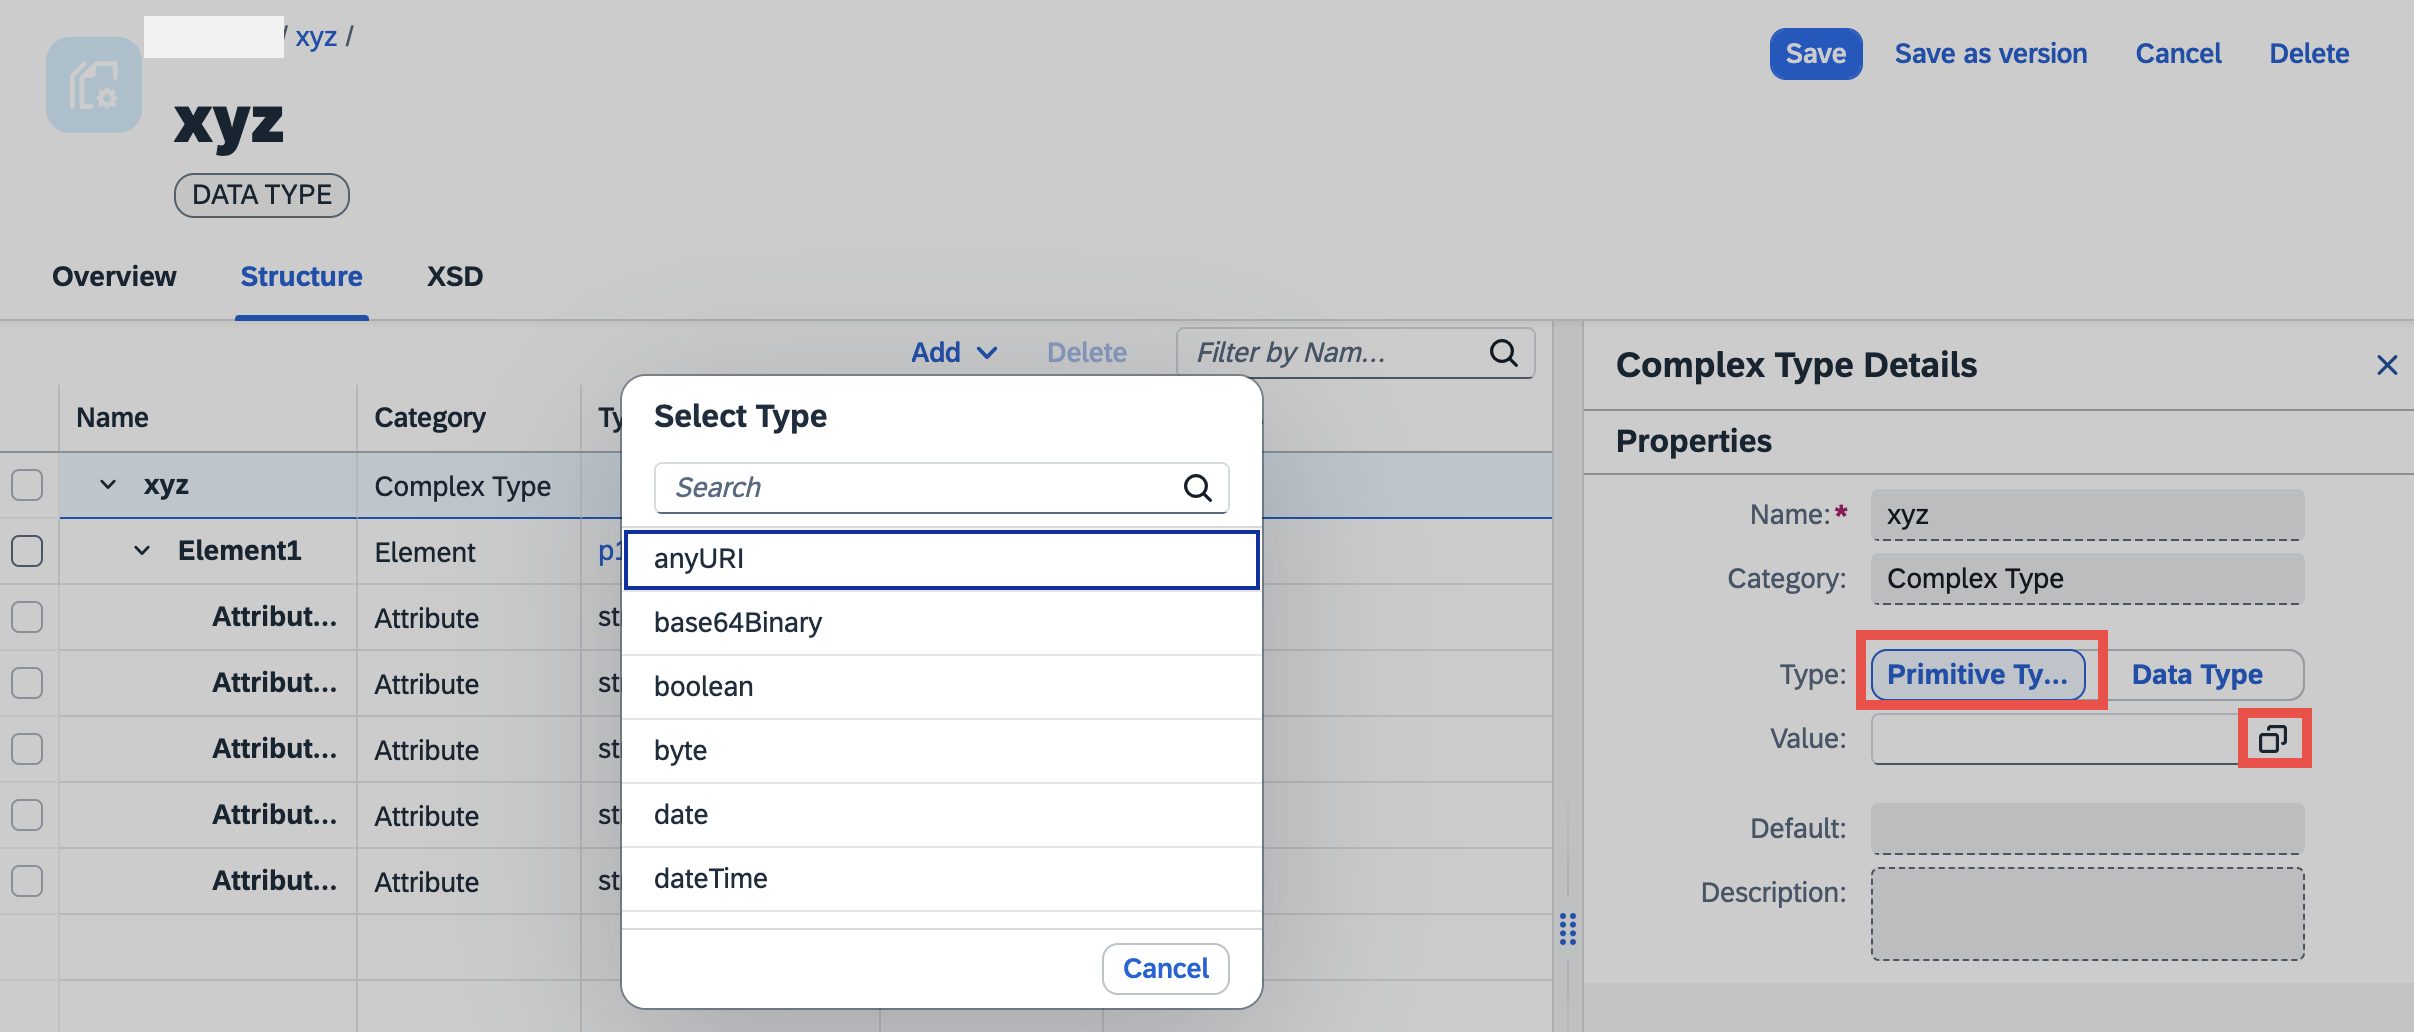 / xyz /
Save Save as version Cancel Delete
xyz
DATA TYPE
Overview Structure XSD
Add Delete Filter by Nam...
Name Category Ty
xyz Complex Type
Element1 Element p1
Attribut... Attribute st
Attribut... Attribute st
Attribut... Attribute st
Attribut... Attribute st
Attribut... Attribute st
Select Type
Search
anyURI
base64Binary
boolean
byte
date
dateTime
Cancel
Complex Type Details
Properties
Name:* xyz
Category: Complex Type
Type: Primitive Ty... Data Type
Value:
Default:
Description: